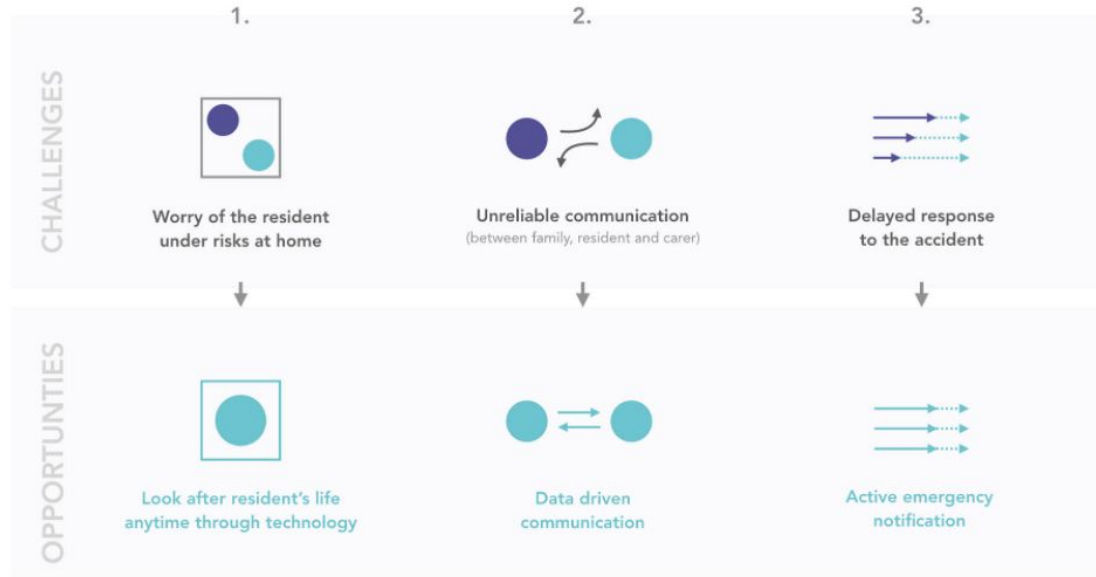 1.
2.
3.
CHALLENGES
Worry of the resident
under risks at home
Unreliable communication
(between family, resident and carer)
Delayed response
to the accident
OPPORTUNTIES
Look after resident's life
anytime through technology
Data driven
communication
Active emergency
notification